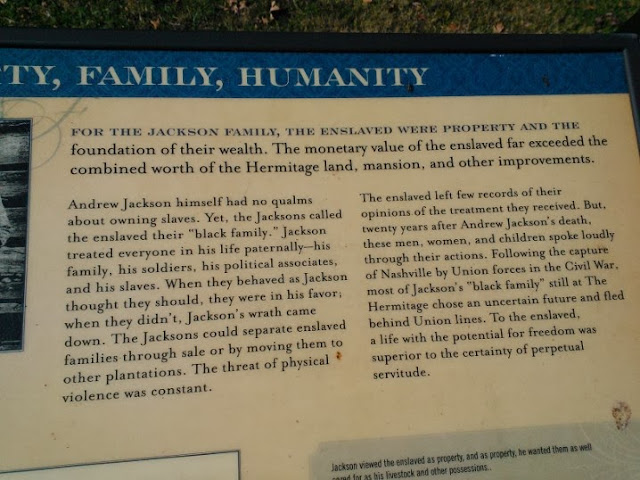 TY, FAMILY, HUMANITY
FOR THE JACKSON FAMILY, THE ENSLAVED WERE PROPERTY AND THE
foundation of their wealth. The monetary value of the enslaved far exceeded the
combined worth of the Hermitage land, mansion, and other improvements.
Andrew Jackson himself had no qualms
about owning slaves. Yet, the Jacksons called
the enslaved their "black family." Jackson
treated everyone in his life paternally—his
family, his soldiers, his political associates,
and his slaves. When they behaved as Jackson
thought they should, they were in his favor;
when they didn't, Jackson's wrath came
down. The Jacksons could separate enslaved
families through sale or by moving them to
other plantations. The threat of physical
violence was constant.
The enslaved left few records of their
opinions of the treatment they received. But,
twenty years after Andrew Jackson's death,
these men, women, and children spoke loudly
through their actions. Following the capture
of Nashville by Union forces in the Civil War,
most of Jackson's "black family" still at The
Hermitage chose an uncertain future and fled
behind Union lines. To the enslaved,
a life with the potential for freedom was
superior to the certainty of perpetual
servitude.
Jackson viewed the enslaved as property, and as property, he wanted them as well
cared for as his livestock and other possessions.